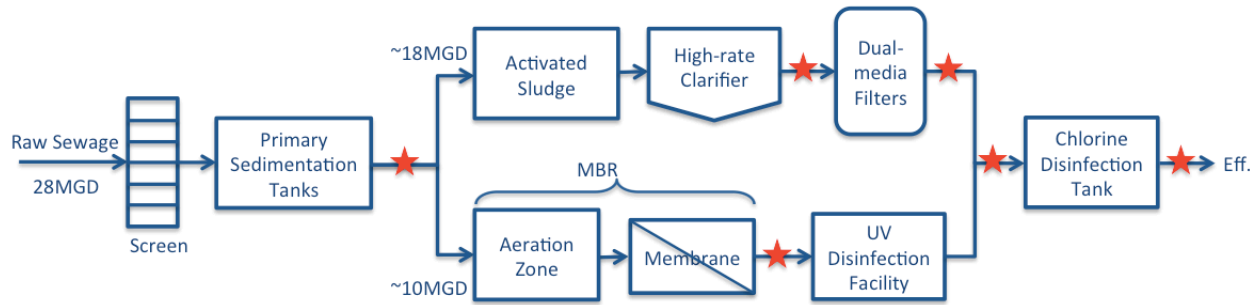 Raw Sewage
28MGD
Screen
Primary
Sedimentation
Tanks
~18MGD
Activated
Sludge
High-rate
Clarifier
Dual-
media
Filters
MBR
~10MGD
Aeration
Zone
Membrane
UV
Disinfection
Facility
Chlorine
Disinfection
Tank
Eff.